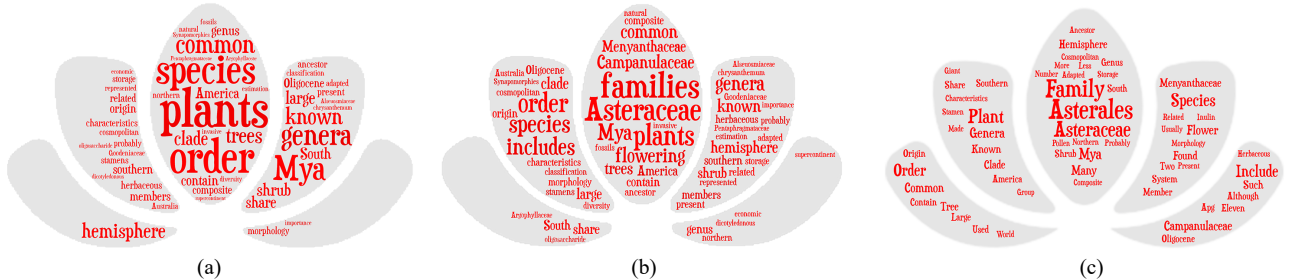 fossils
natural genus
Synapomorphies
common
Pentaphragmataceae Argophyllaceae
species
northern America estimation
plants
clade invasive trees
order
contain diversity
composite
supercontinent
economic
storage
represented
related
origin
characteristics
cosmopolitan probably
oligosaccharide Goodeniaceae
stamens
southern
dicotyledonous
herbaceous
members
Australia
ancestor
classification
Oligocene adapted
large present
Alseuosmiaceae
chrysanthemum
known
genera
South
Mya
shrub
share
hemisphere
importance
morphology
(a)
natural
composite
common
Menyanthaceae
Campanulaceae
families
Asteraceae
Mya invasive
plants
fossils
flowering
trees America
contain
ancestor
Australia Oligocene
Synapomorphies clade
cosmopolitan
order
origin
species
includes
characteristics
classification
morphology
stamens large
diversity
Alseuosmiaceae
chrysanthemum
genera
Goodeniaceae
known importance
herbaceous probably
Pentaphragmataceae
estimation adapted
hemisphere
southern storage
shrub related
represented
members
present
supercontinent
Argophyllaceae
South share
oligosaccharide
economic
dicotyledonous
genus
northern
(b)
Ancestor
Hemisphere
Cosmopolitan
More Less Genus
Number Adapted Storage
Family South
Asterales
Asteraceae
Pollen Northern Probably
Shrub Mya
Many
Composite
Giant
Share Southern
Characteristics
Stamen Plant
Made Genera
Known
Clade
America
Group
Menyanthaceae
Species
Related Inulin
Usually Flower
Morphology
Found
Two Present
System
Member
Origin
Order
Common
Contain Tree
Large
Used World
Herbaceous
Include
Such
Although
Apg Eleven
Campanulaceae
Oligocene
(c)